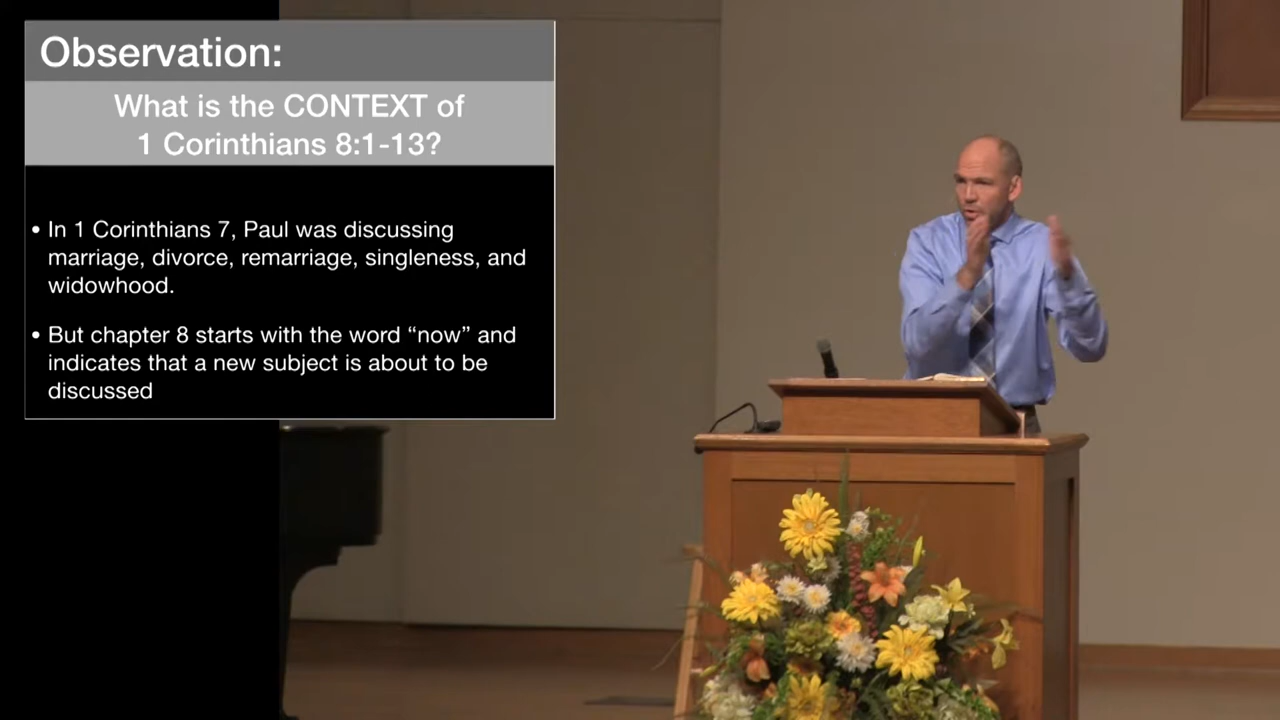 Observation:
What is the CONTEXT of
1 Corinthians 8:1-13?
• In 1 Corinthians 7, Paul was discussing
marriage, divorce, remarriage, singleness, and
widowhood.
• But chapter 8 starts with the word “now” and
indicates that a new subject is about to be
discussed